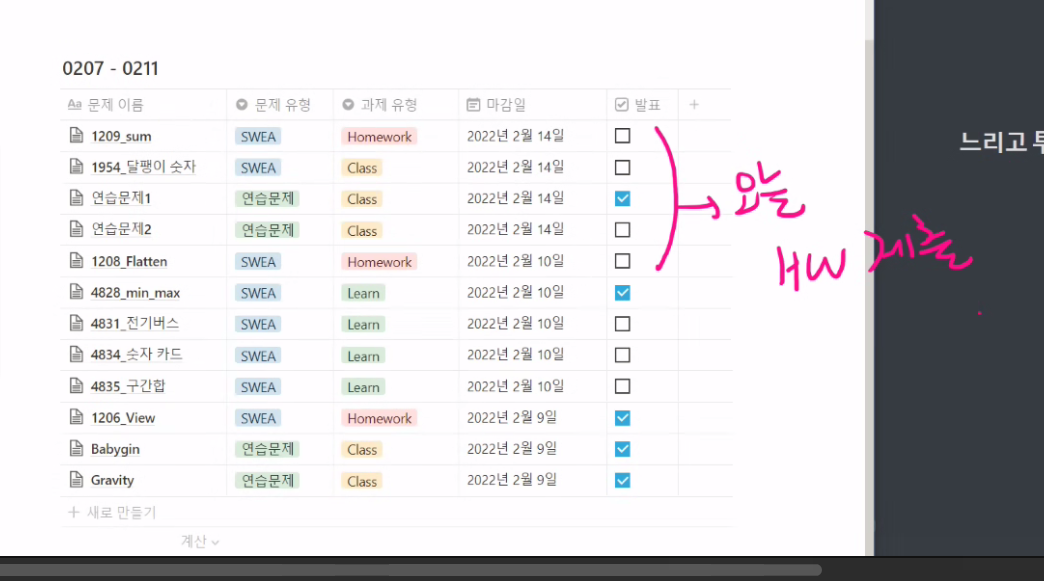 0207 - 0211
Aa 문제 이름 문제 유형 과제 유형 마감일 발표 +
1209_sum SWEA Homework 2022년 2월 14일
1954_달팽이 숫자 SWEA Class 2022년 2월 14일
연습문제1 연습문제 Class 2022년 2월 14일
연습문제2 연습문제 Class 2022년 2월 14일
1208_Flatten SWEA Homework 2022년 2월 10일
4828_min_max SWEA Learn 2022년 2월 10일
4831_전기버스 SWEA Learn 2022년 2월 10일
4834_숫자 카드 SWEA Learn 2022년 2월 10일
4835_구간합 SWEA Learn 2022년 2월 10일
1206_View SWEA Homework 2022년 2월 9일
Babygin 연습문제 Class 2022년 2월 9일
Gravity 연습문제 Class 2022년 2월 9일
+ 새로 만들기
계산
오늘
HW 제출
느리고